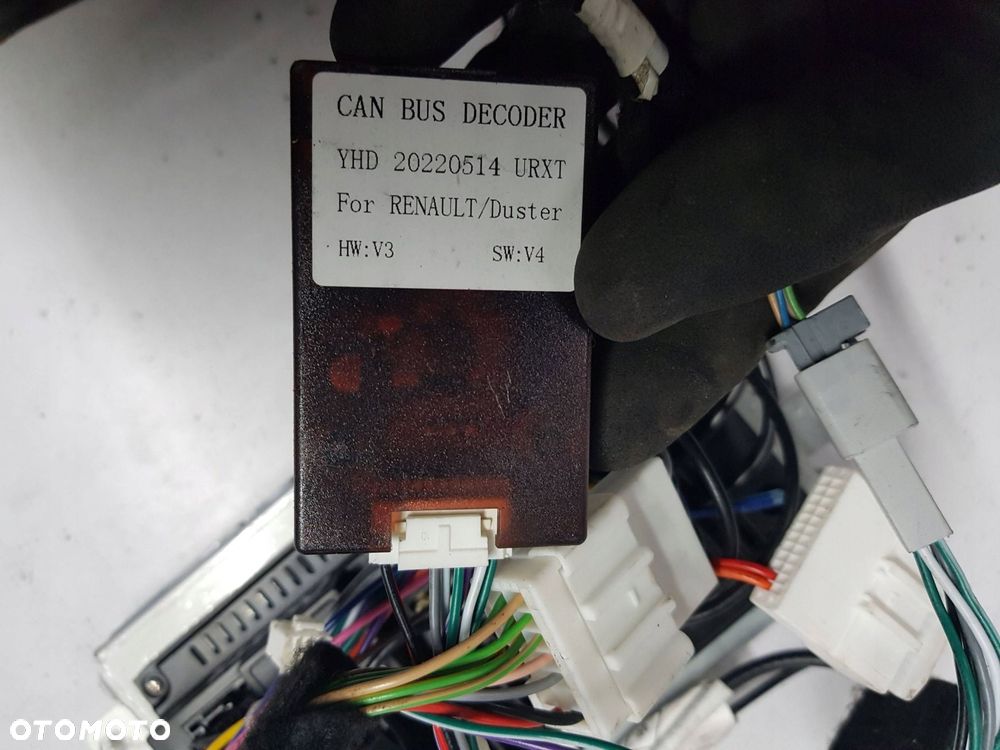 CAN BUS DECODER
YHD 20220514 URXT
For RENAULT/Duster
HW:V3 SW:V4
OTOMOTO